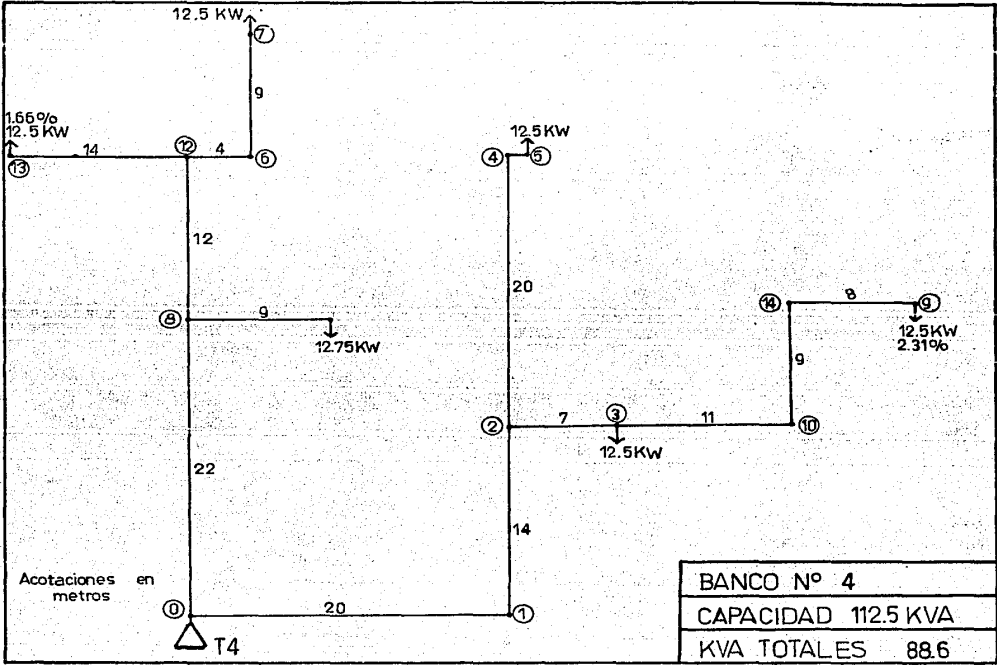 12.5 KW
7
9
1.66%
12.5 KW
13
14
12
4
6
12.5 KW
4
5
12
20
8
9
12.75KW
14
8
9
12.5KW
2.31%
9
2
7
3
11
10
12.5KW
22
14
Acotaciones en
metros
0
20
1
T4
BANCO Nº 4
CAPACIDAD 112.5 KVA
KVA TOTALES 88.6